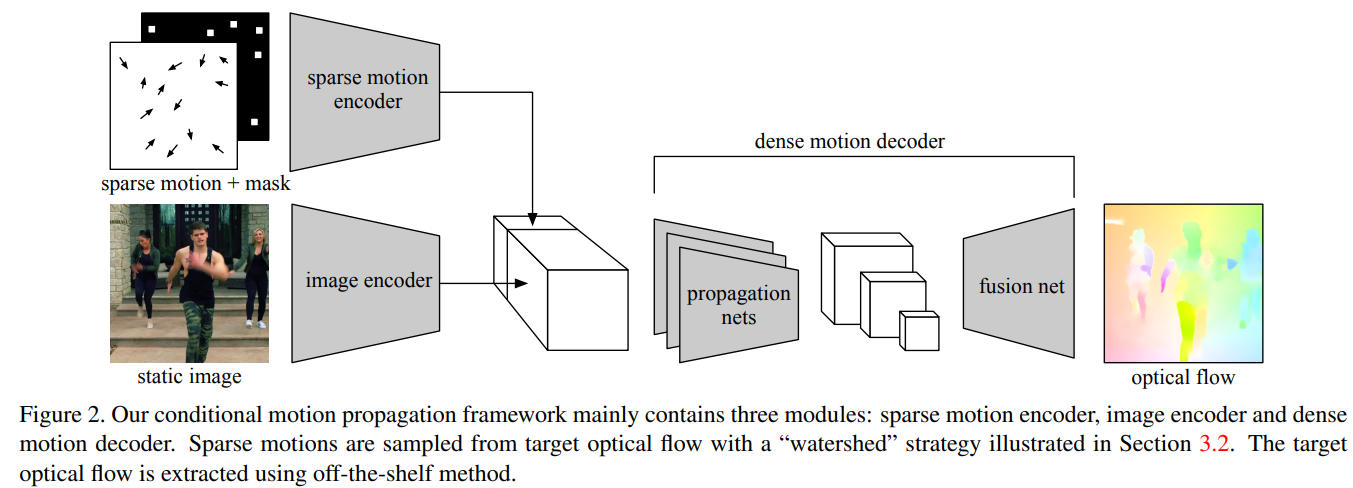 sparse motion
encoder
dense motion decoder
sparse motion + mask
image encoder
propagation
nets
fusion net
static image
optical flow
Figure 2. Our conditional motion propagation framework mainly contains three modules: sparse motion encoder, image encoder and dense
motion decoder. Sparse motions are sampled from target optical flow with a “watershed” strategy illustrated in Section 3.2. The target
optical flow is extracted using off-the-shelf method.